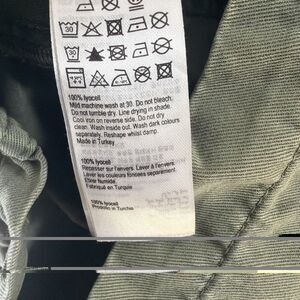 100% lyocell
Mild machine wash at 30. Do not bleach.
Do not tumble dry. Line drying in shade.
Cool iron on reverse side. Do not dry
clean. Wash inside out. Wash dark colours
separately. Reshape whilst damp.
Made in Turkey
100% lyocell
Repasser sur l'envers. Laver à l'envers.
Laver les couleurs foncées séparément.
Etirer humide
Fabriqué en Turquie
100% lyocell